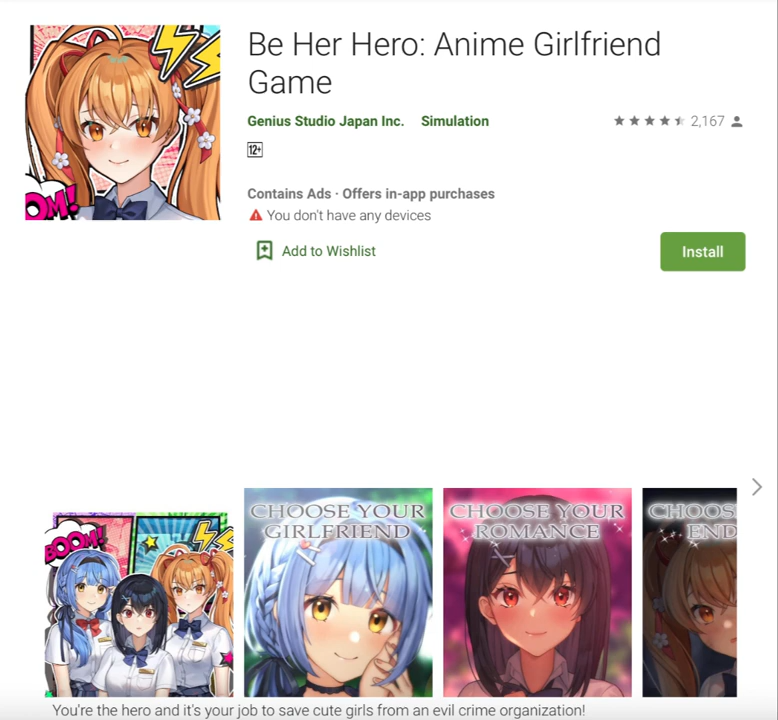 Be Her Hero: Anime Girlfriend
Game
Genius Studio Japan Inc. Simulation
2,167
12+
Contains Ads · Offers in-app purchases
You don't have any devices
Add to Wishlist
Install
OM!
BOOM!
CHOOSE YOUR
GIRLFRIEND
CHOOSE YOUR
ROMANCE
CHOOS
END
You're the hero and it's your job to save cute girls from an evil crime organization!